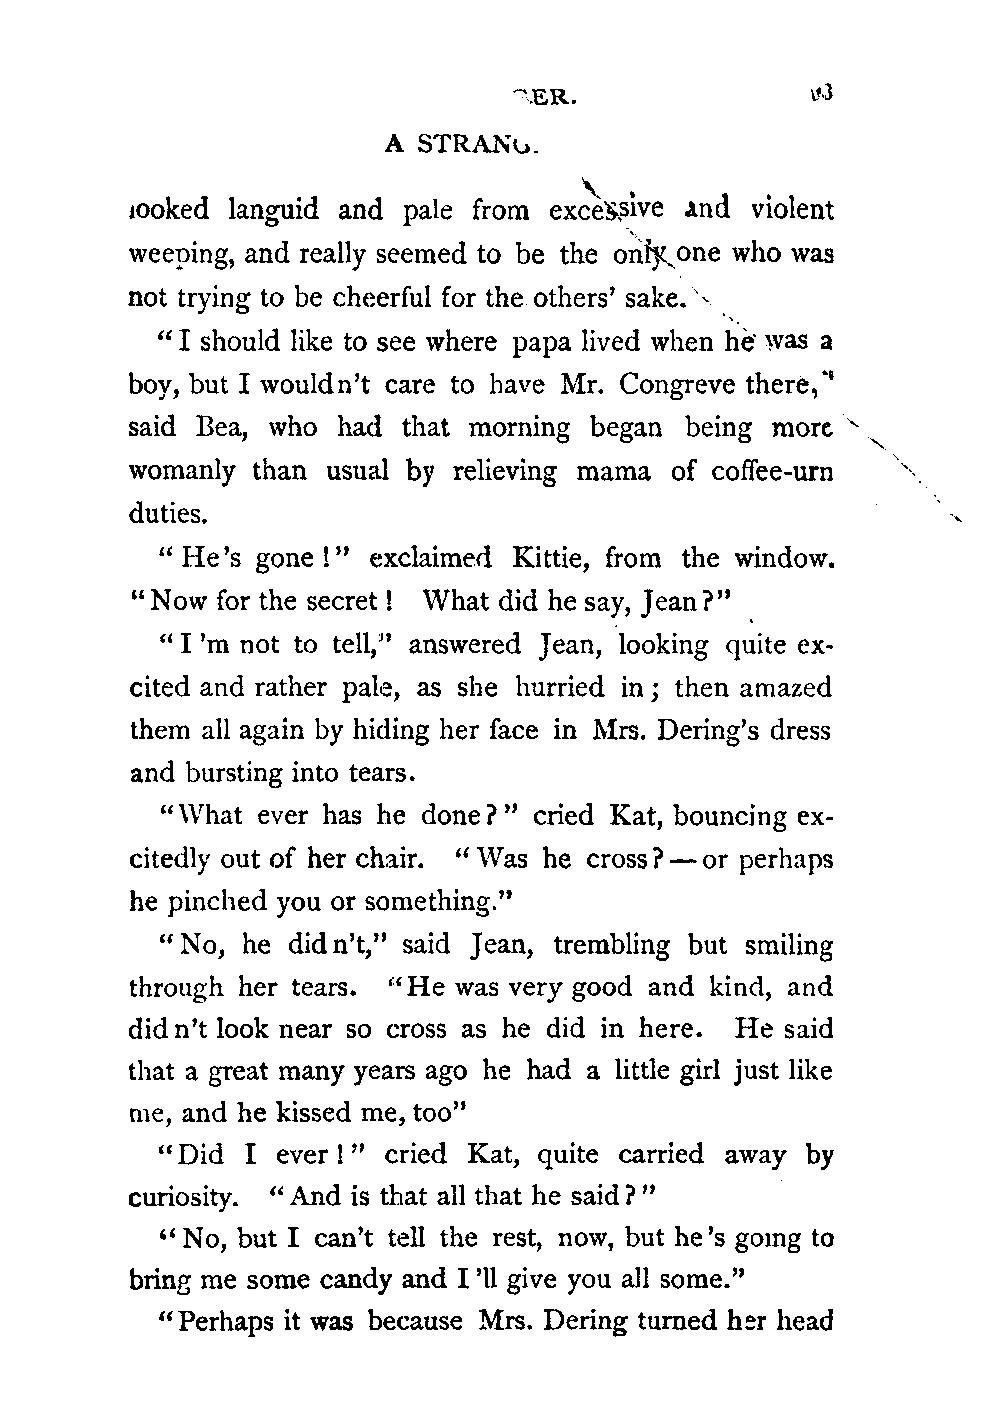 A STRANGER.
looked languid and pale from excessive and violent
weeping, and really seemed to be the only one who was
not trying to be cheerful for the others' sake.
"I should like to see where papa lived when he was a
boy, but I wouldn't care to have Mr. Congreve there,"
said Bea, who had that morning began being more
womanly than usual by relieving mama of coffee-urn
duties.
"He's gone!" exclaimed Kittie, from the window.
"Now for the secret! What did he say, Jean?"
"I'm not to tell," answered Jean, looking quite ex-
cited and rather pale, as she hurried in; then amazed
them all again by hiding her face in Mrs. Dering's dress
and bursting into tears.
"What ever has he done?" cried Kat, bouncing ex-
citedly out of her chair. "Was he cross?—or perhaps
he pinched you or something."
"No, he didn't," said Jean, trembling but smiling
through her tears. "He was very good and kind, and
didn't look near so cross as he did in here. He said
that a great many years ago he had a little girl just like
me, and he kissed me, too"
"Did I ever!" cried Kat, quite carried away by
curiosity. "And is that all that he said?"
"No, but I can't tell the rest, now, but he's going to
bring me some candy and I'll give you all some."
"Perhaps it was because Mrs. Dering turned her head